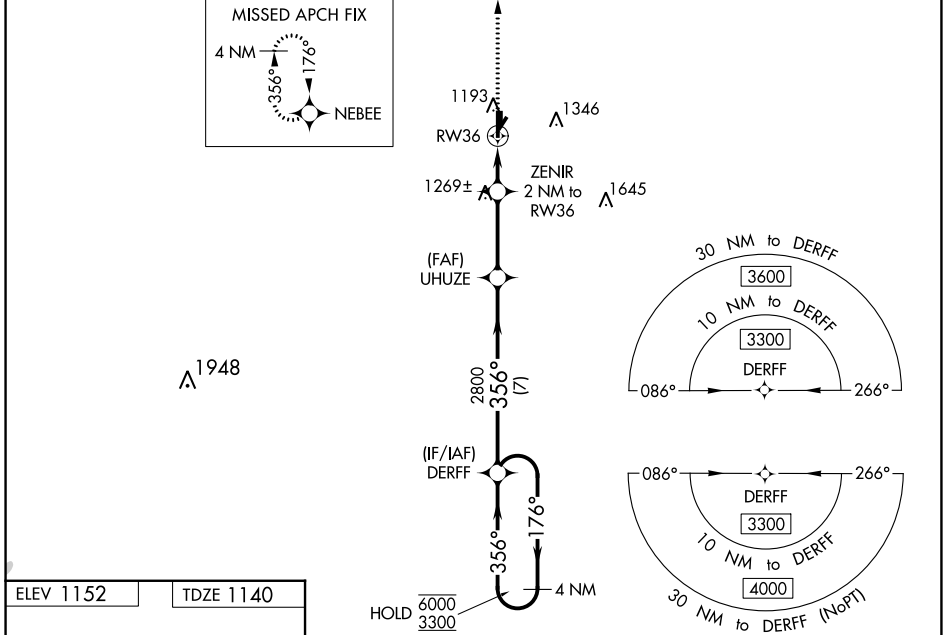 MISSED APCH FIX
4 NM
356°
176°
NEBEE
1193
1346
RW36
1269±
ZENIR
2 NM to
RW36
1645
(FAF)
UHUZE
1948
2800
356°
(7)
(IF/IAF)
DERFF
356°
176°
4 NM
HOLD 6000
3300
30 NM to DERFF
3600
10 NM to DERFF
3300
DERFF
086°
266°
086°
266°
DERFF
3300
10 NM to DERFF
4000
30 NM to DERFF (NoPT)
ELEV 1152
TDZE 1140